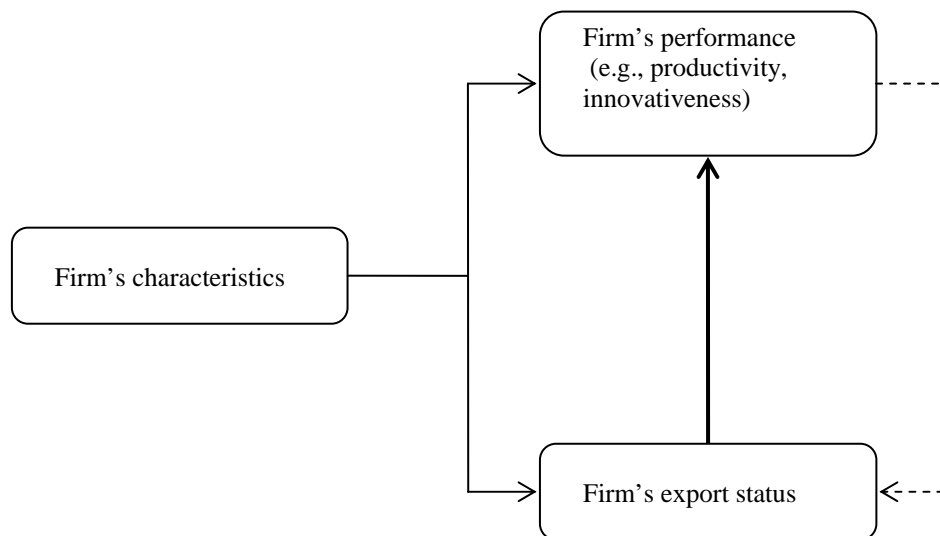 Firm’s performance
(e.g., productivity,
innovativeness)
Firm’s characteristics
Firm’s export status